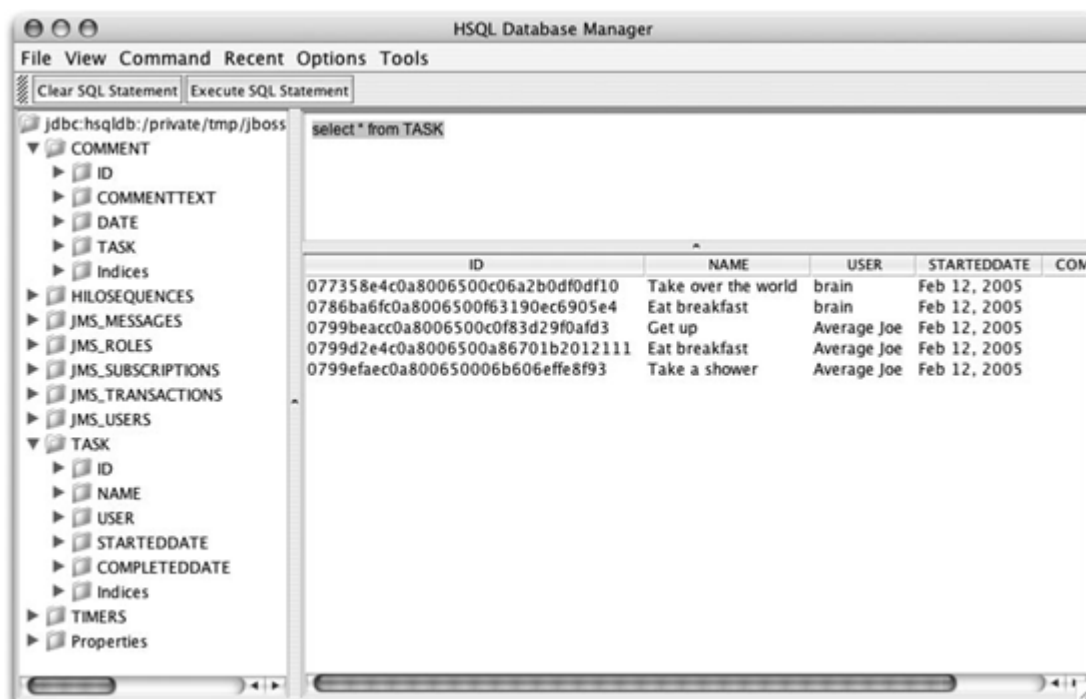 HSQL Database Manager
File View Command Recent Options Tools
Clear SQL Statement Execute SQL Statement
jdbc:hsqldb:/private/tmp/jboss
COMMENT
ID
COMMENTTEXT
DATE
TASK
Indices
HILOSEQUENCES
JMS_MESSAGES
JMS_ROLES
JMS_SUBSCRIPTIONS
JMS_TRANSACTIONS
JMS_USERS
TASK
ID
NAME
USER
STARTEDDATE
COMPLETEDDATE
Indices
TIMERS
Properties
select * from TASK
ID NAME USER STARTEDDATE COM
077358e4c0a8006500c06a2b0df0df10 Take over the world brain Feb 12, 2005
0786ba6fc0a8006500f63190ec6905e4 Eat breakfast brain Feb 12, 2005
0799beacc0a8006500c0f83d29f0afd3 Get up Average Joe Feb 12, 2005
0799d2e4c0a8006500a86701b2012111 Eat breakfast Average Joe Feb 12, 2005
0799efaec0a800650006b606effe8f93 Take a shower Average Joe Feb 12, 2005